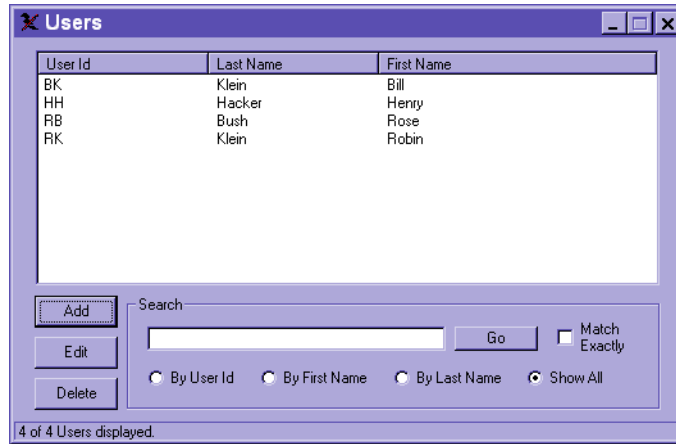 Users
User Id Last Name First Name
BK Klein Bill
HH Hacker Henry
RB Bush Rose
RK Klein Robin
Add
Edit
Delete
Search
Go
Match
Exactly
By User Id By First Name By Last Name Show All
4 of 4 Users displayed.